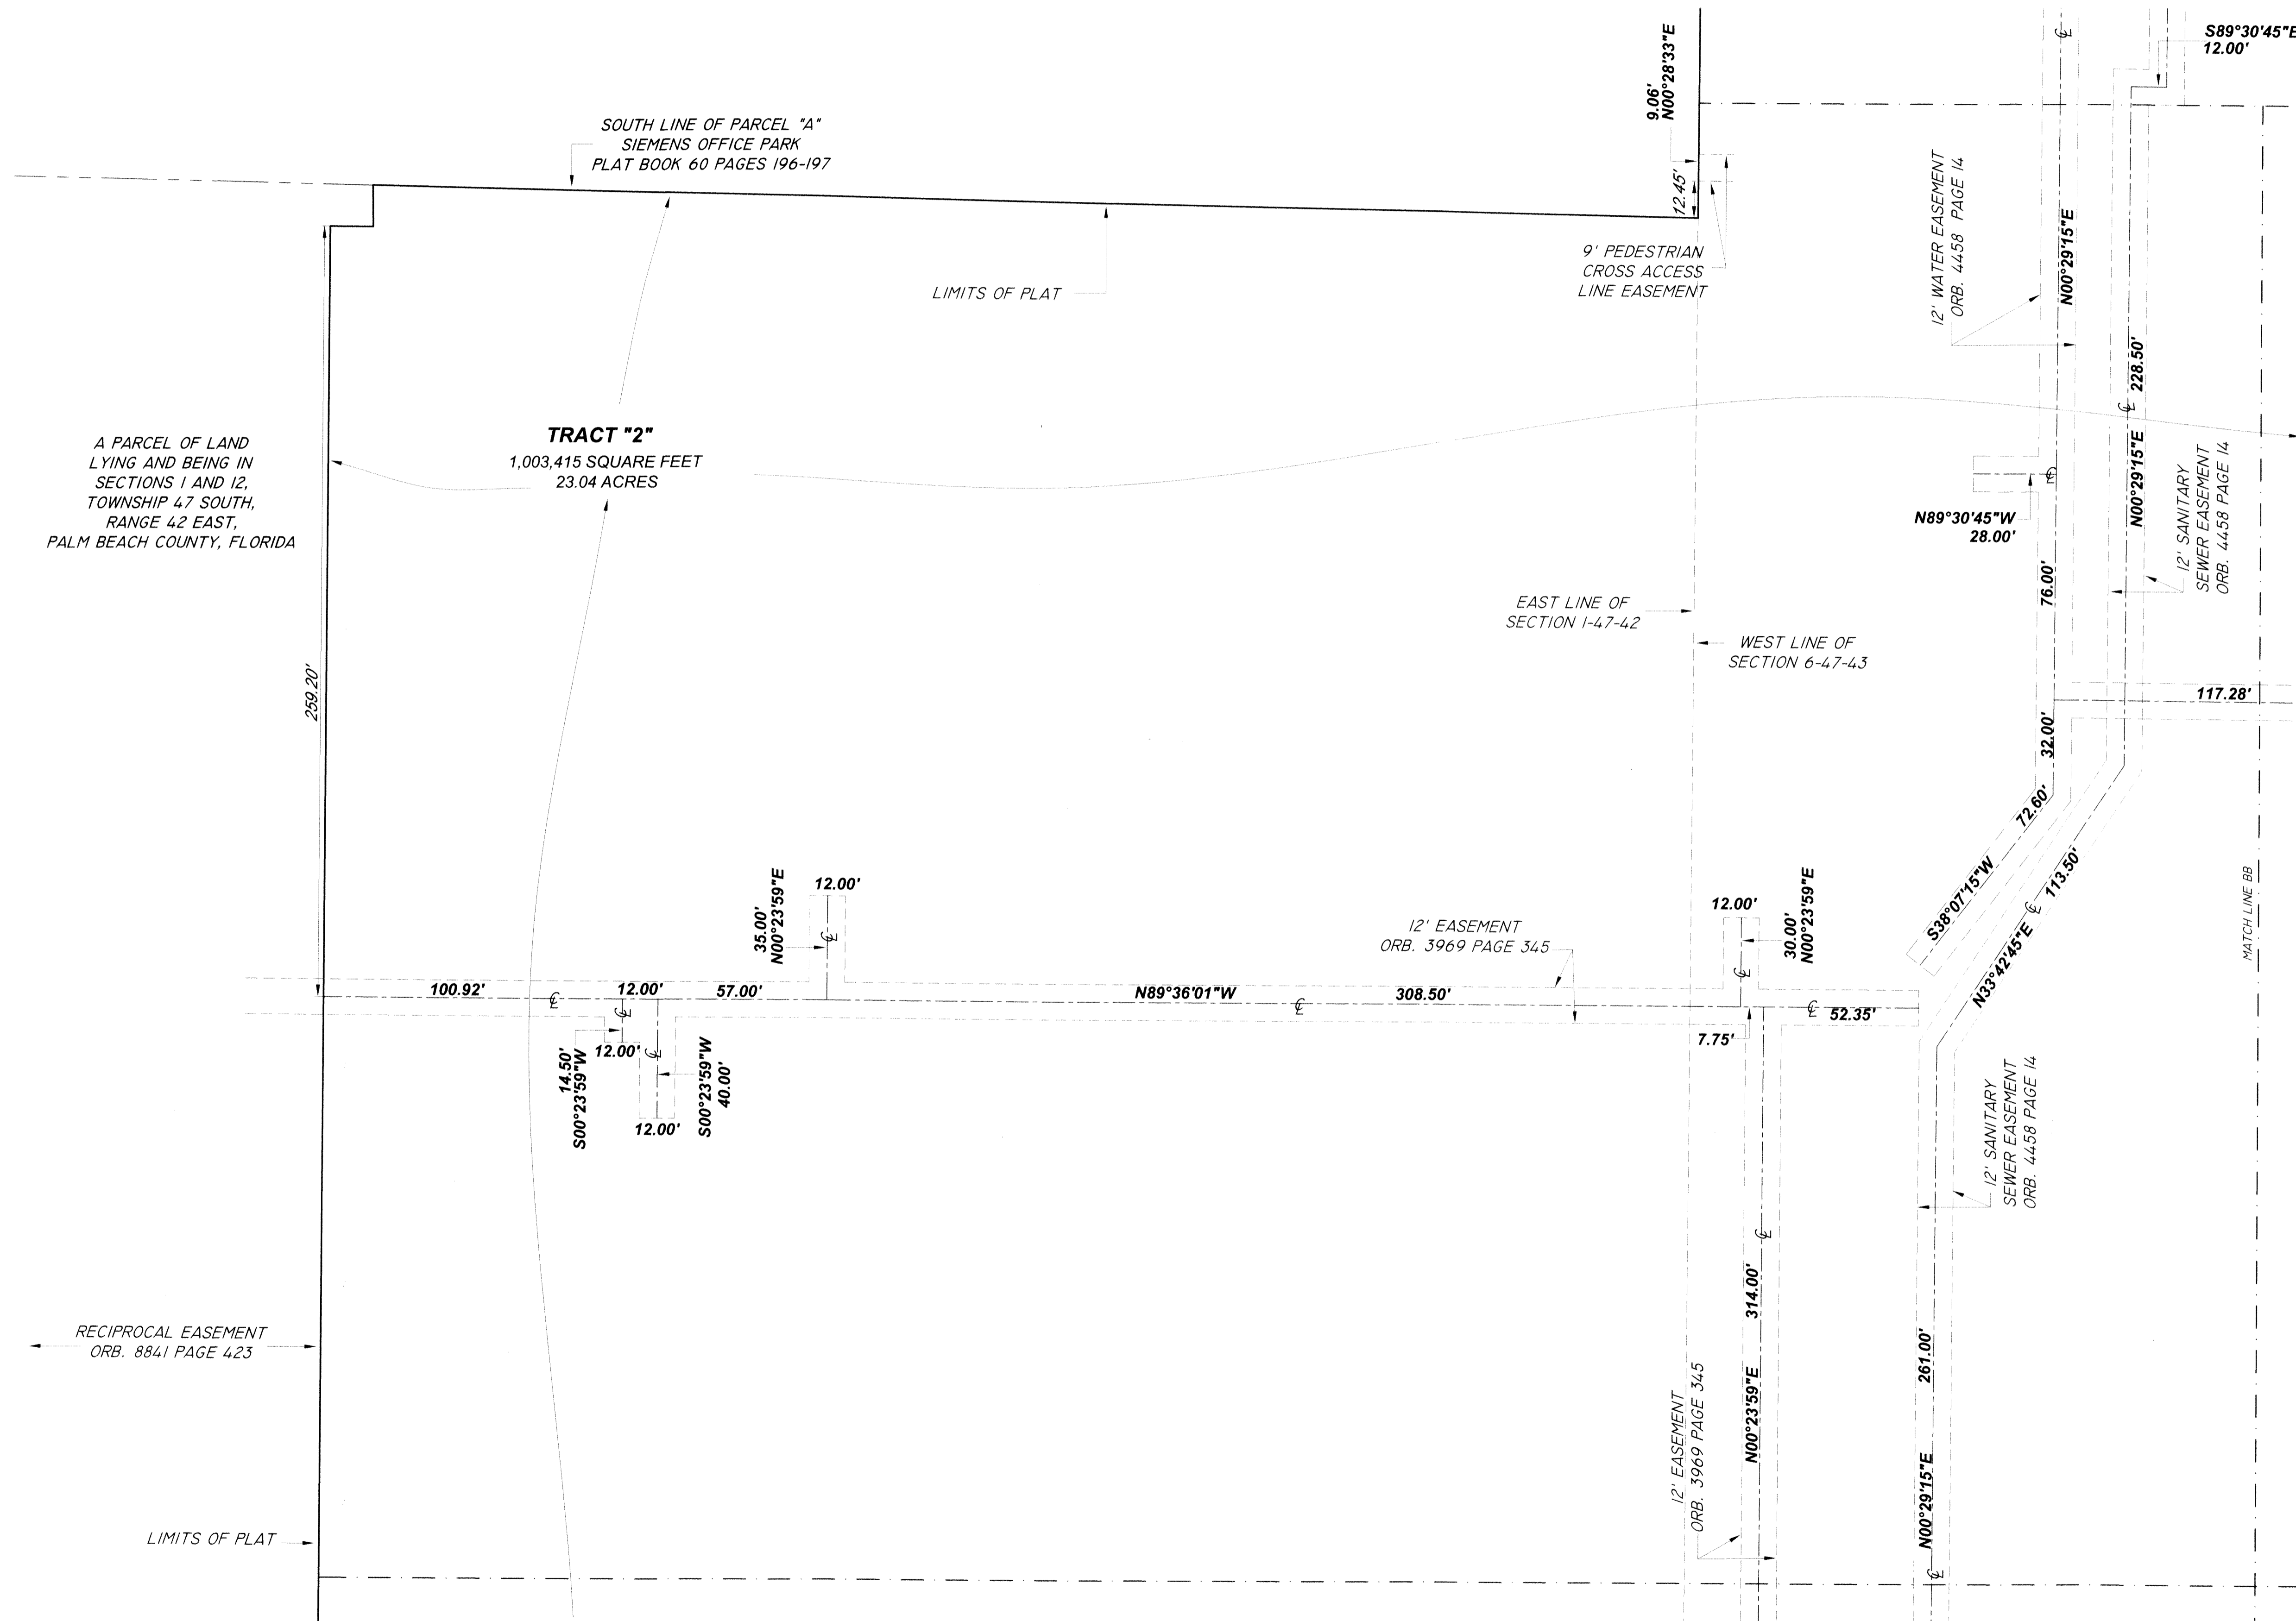 S89°30'45"E
12.00'
9.06'
N00°28'33"E
12.45'
SOUTH LINE OF PARCEL "A"
SIEMENS OFFICE PARK
PLAT BOOK 60 PAGES 196-197
LIMITS OF PLAT
9' PEDESTRIAN
CROSS ACCESS
LINE EASEMENT
12' WATER EASEMENT
ORB. 4458 PAGE 14
N00°29'15"E
228.50'
N00°29'15"E
12' SANITARY
SEWER EASEMENT
ORB. 4458 PAGE 14
A PARCEL OF LAND
LYING AND BEING IN
SECTIONS 1 AND 12,
TOWNSHIP 47 SOUTH,
RANGE 42 EAST,
PALM BEACH COUNTY, FLORIDA
TRACT "2"
1,003,415 SQUARE FEET
23.04 ACRES
N89°30'45"W
28.00'
76.00'
EAST LINE OF
SECTION 1-47-42
WEST LINE OF
SECTION 6-47-43
259.20'
117.28'
32.00'
72.60'
S38°07'15"W
113.50'
N33°42'45"E
MATCH LINE BB
35.00'
N00°23'59"E
12.00'
12' EASEMENT
ORB. 3969 PAGE 345
12.00'
30.00'
N00°23'59"E
100.92'
12.00'
57.00'
N89°36'01"W
308.50'
7.75'
52.35'
14.50'
S00°23'59"W
12.00'
12.00'
S00°23'59"W
40.00'
12' SANITARY
SEWER EASEMENT
ORB. 4458 PAGE 14
314.00'
N00°23'59"E
12' EASEMENT
ORB. 3969 PAGE 345
261.00'
N00°29'15"E
RECIPROCAL EASEMENT
ORB. 8841 PAGE 423
LIMITS OF PLAT